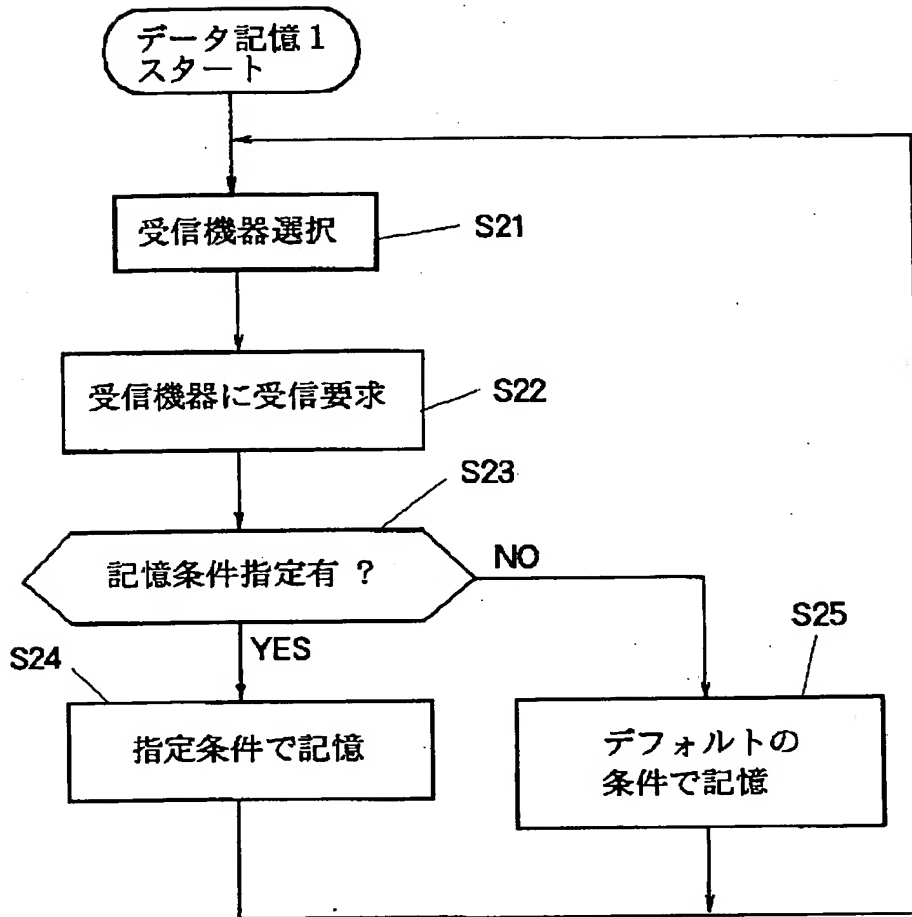 データ記憶1
スタート
受信機器選択
S21
受信機器に受信要求
S22
S23
記憶条件指定有 ?
NO
YES
S24
指定条件で記憶
S25
デフォルトの
条件で記憶